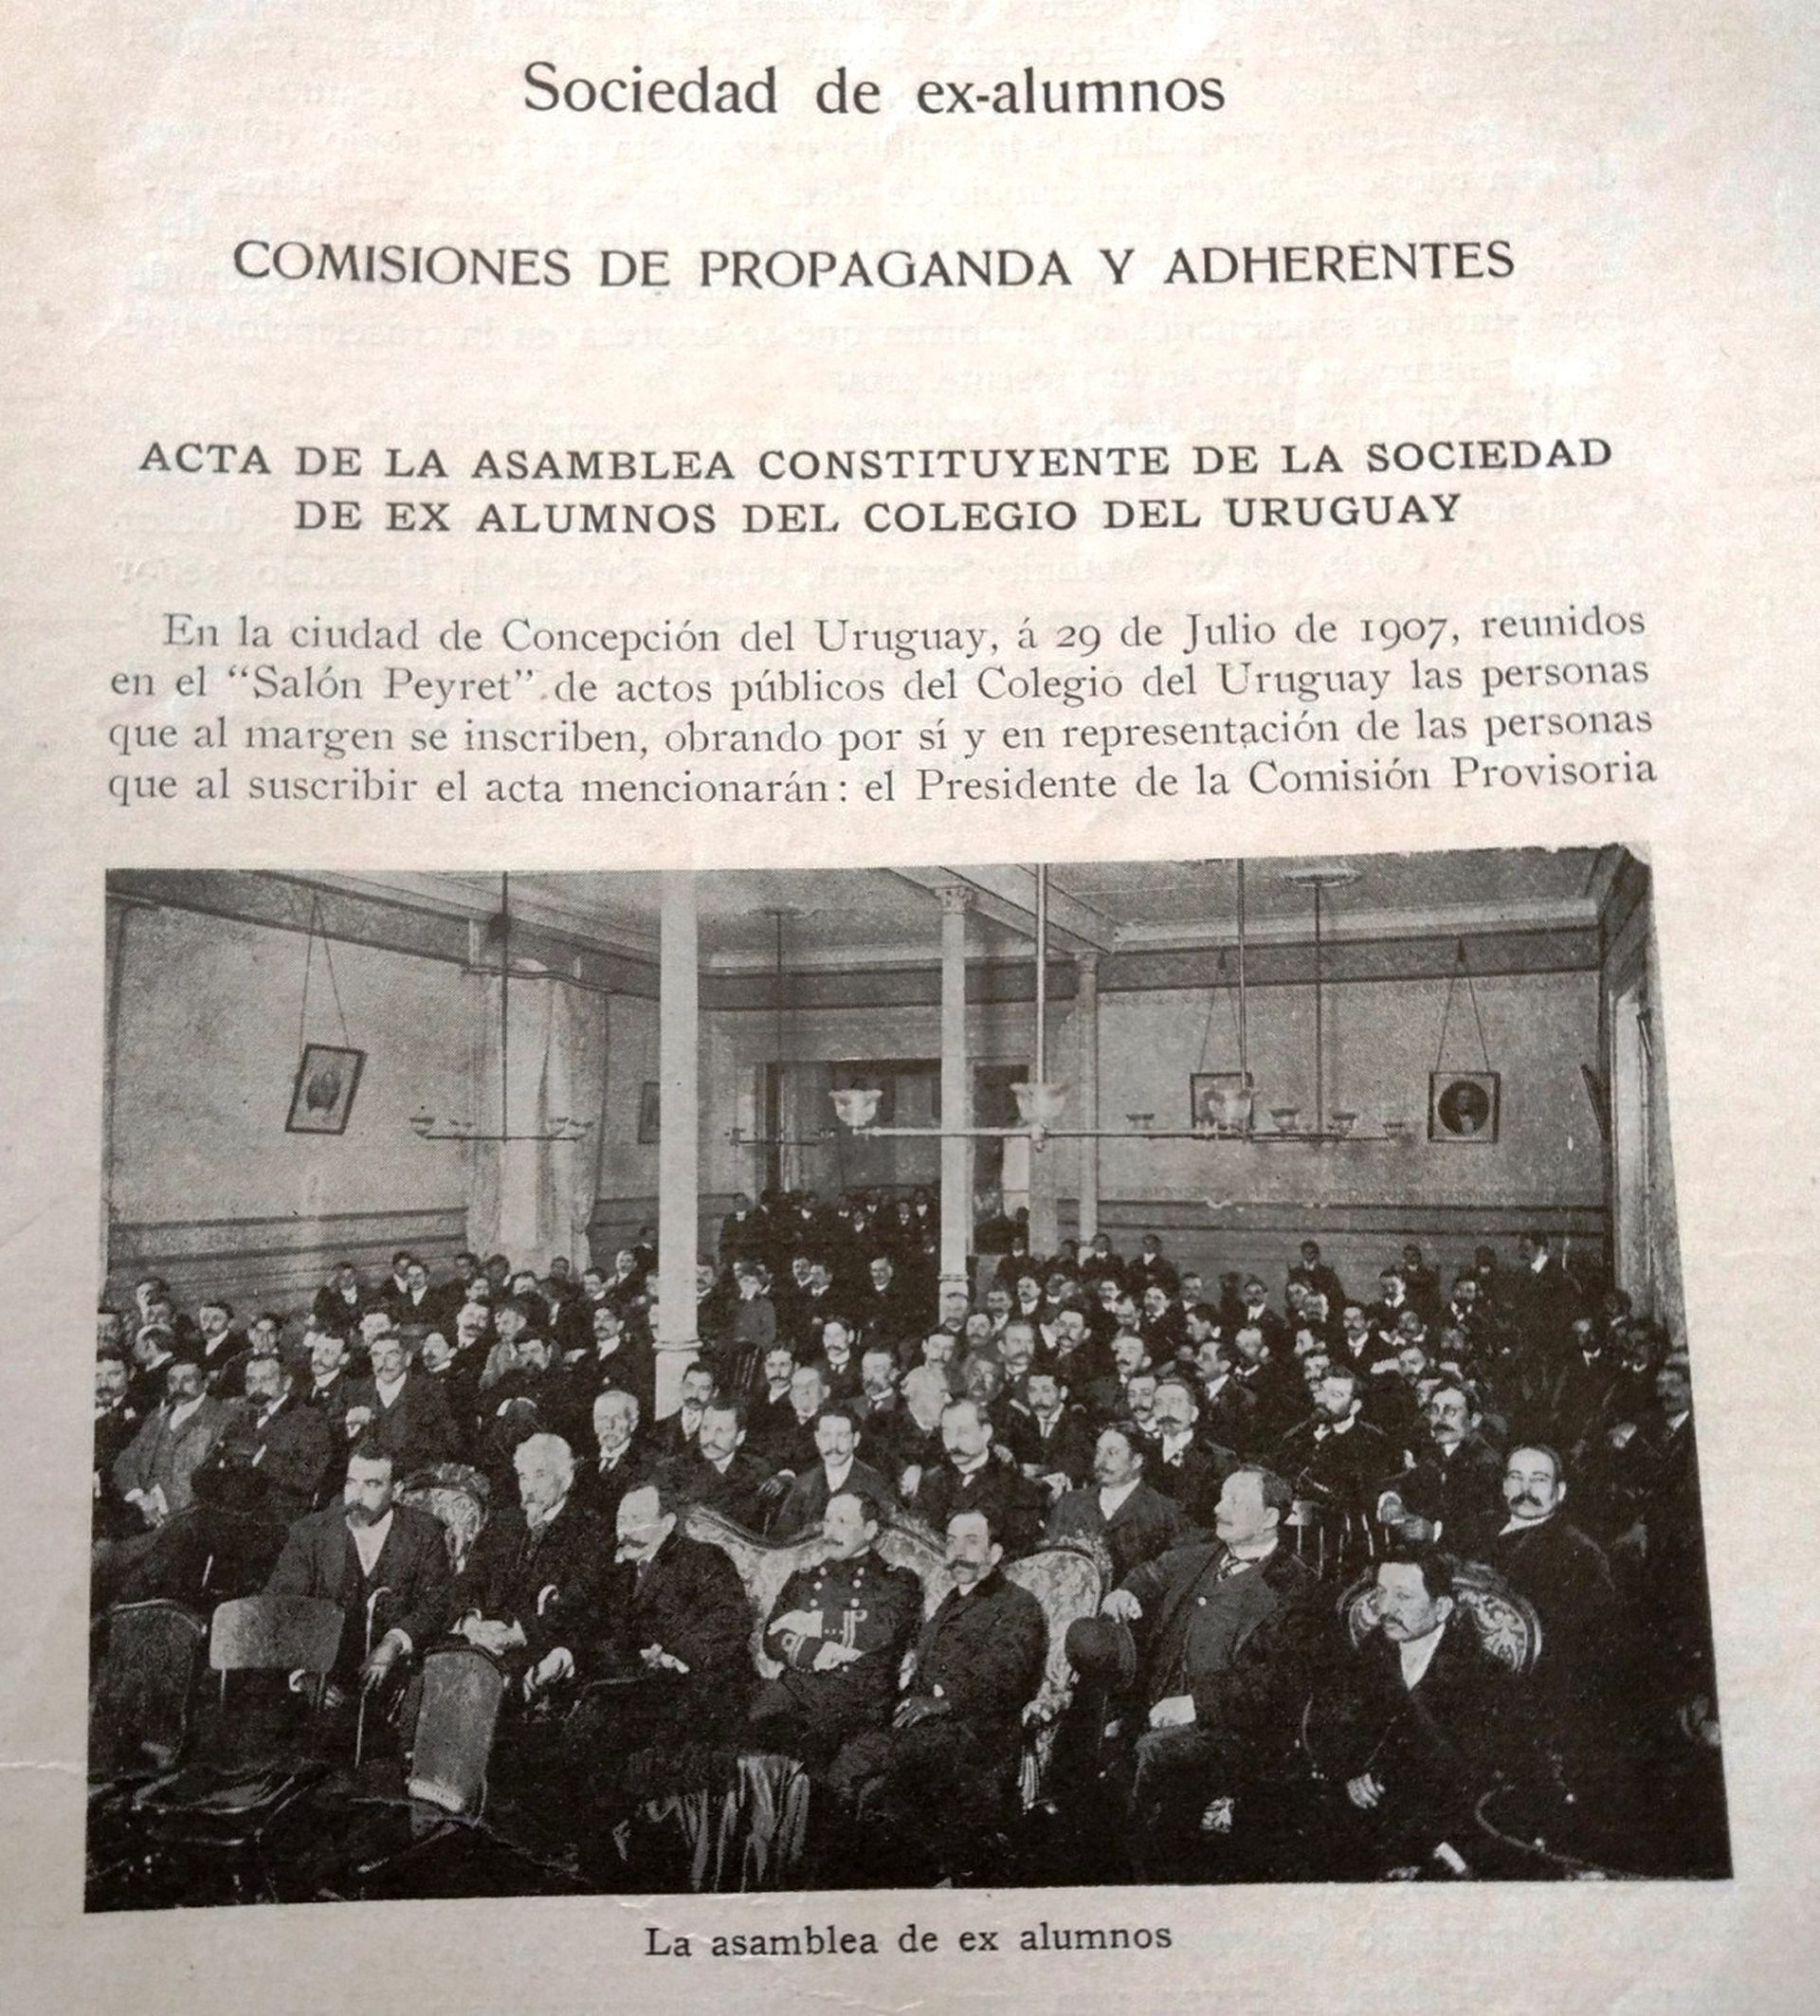 Sociedad de ex-alumnos
COMISIONES DE PROPAGANDA Y ADHERENTES
ACTA DE LA ASAMBLEA CONSTITUYENTE DE LA SOCIEDAD
DE EX ALUMNOS DEL COLEGIO DEL URUGUAY
En la ciudad de Concepción del Uruguay, á 29 de Julio de 1907, reunidos
en el “Salón Peyret” de actos públicos del Colegio del Uruguay las personas
que al margen se inscriben, obrando por sí y en representación de las personas
que al suscribir el acta mencionarán: el Presidente de la Comisión Provisoria
La asamblea de ex alumnos